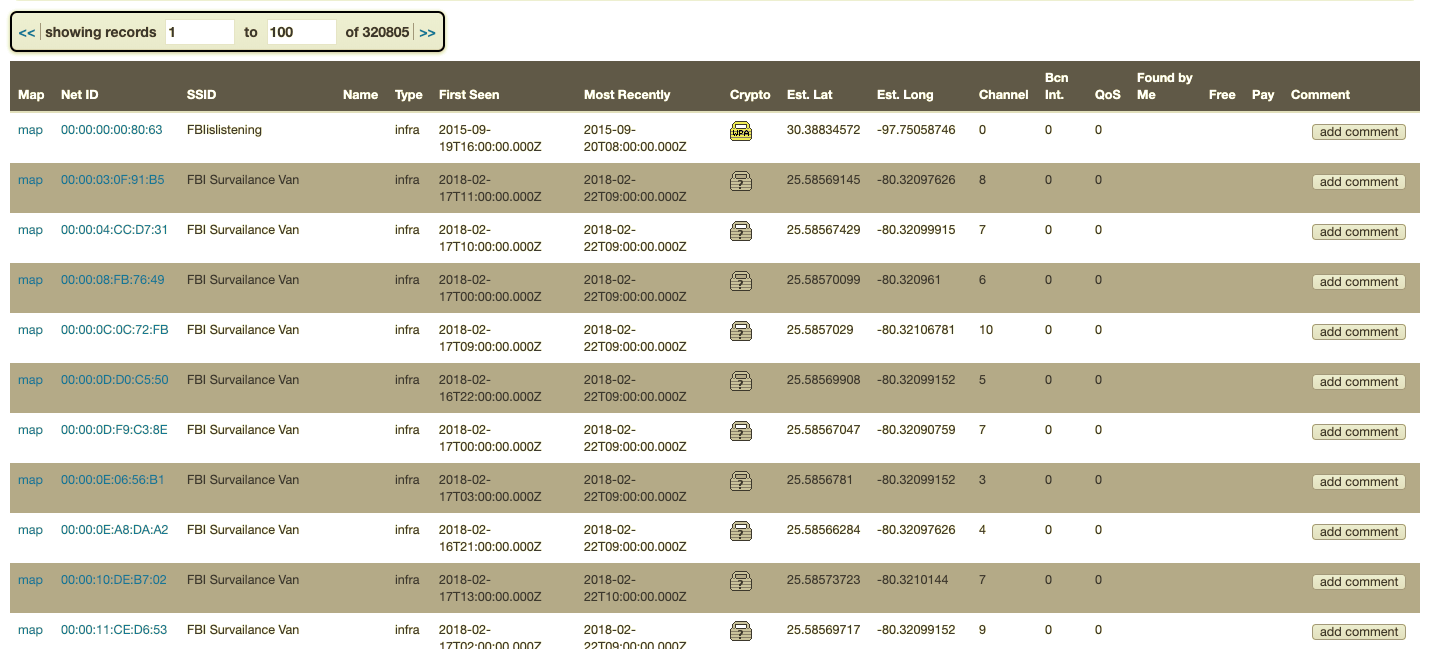 << showing records 1 to 100 of 320805 >>
Map Net ID SSID Name Type First Seen Most Recently Crypto Est. Lat Est. Long Channel Bcn Int. QoS Found by Me Free Pay Comment
map 00:00:00:00:80:63 FBIislistening infra 2015-09-19T16:00:00.000Z 2015-09-20T08:00:00.000Z WPA 30.38834572 -97.75058746 0 0 0 add comment
map 00:00:03:0F:91:B5 FBI Survailance Van infra 2018-02-17T11:00:00.000Z 2018-02-22T09:00:00.000Z ? 25.58569145 -80.32097626 8 0 0 add comment
map 00:00:04:CC:D7:31 FBI Survailance Van infra 2018-02-17T10:00:00.000Z 2018-02-22T09:00:00.000Z ? 25.58567429 -80.32099915 7 0 0 add comment
map 00:00:08:FB:76:49 FBI Survailance Van infra 2018-02-17T00:00:00.000Z 2018-02-22T09:00:00.000Z ? 25.58570099 -80.320961 6 0 0 add comment
map 00:00:0C:0C:72:FB FBI Survailance Van infra 2018-02-17T09:00:00.000Z 2018-02-22T09:00:00.000Z ? 25.5857029 -80.32106781 10 0 0 add comment
map 00:00:0D:D0:C5:50 FBI Survailance Van infra 2018-02-16T22:00:00.000Z 2018-02-22T09:00:00.000Z ? 25.58569908 -80.32099152 5 0 0 add comment
map 00:00:0D:F9:C3:8E FBI Survailance Van infra 2018-02-17T00:00:00.000Z 2018-02-22T09:00:00.000Z ? 25.58567047 -80.32090759 7 0 0 add comment
map 00:00:0E:06:56:B1 FBI Survailance Van infra 2018-02-17T03:00:00.000Z 2018-02-22T09:00:00.000Z ? 25.5856781 -80.32099152 3 0 0 add comment
map 00:00:0E:A8:DA:A2 FBI Survailance Van infra 2018-02-16T21:00:00.000Z 2018-02-22T09:00:00.000Z ? 25.58566284 -80.32097626 4 0 0 add comment
map 00:00:10:DE:B7:02 FBI Survailance Van infra 2018-02-17T13:00:00.000Z 2018-02-22T10:00:00.000Z ? 25.58573723 -80.3210144 7 0 0 add comment
map 00:00:11:CE:D6:53 FBI Survailance Van infra 2018-02-17T02:00:00.000Z 2018-02-22T09:00:00.000Z ? 25.58569717 -80.32099152 9 0 0 add comment